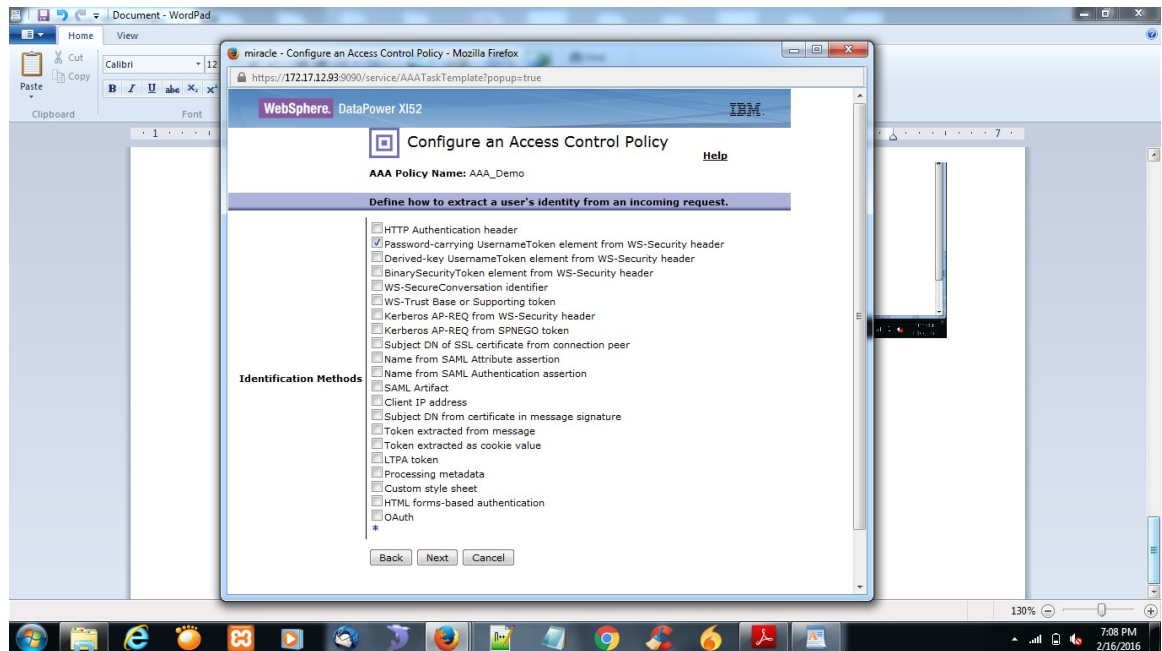 Document - WordPad
Home View
Cut
Copy
Paste
Clipboard
Calibri 12
B I U abc X₂ X²
Font
miracle - Configure an Access Control Policy - Mozilla Firefox
https://172.17.12.93:9090/service/AAATaskTemplate?popup=true
WebSphere. DataPower XI52
IBM.
Configure an Access Control Policy
Help
AAA Policy Name: AAA_Demo
Define how to extract a user's identity from an incoming request.
Identification Methods
HTTP Authentication header
Password-carrying UsernameToken element from WS-Security header
Derived-key UsernameToken element from WS-Security header
BinarySecurityToken element from WS-Security header
WS-SecureConversation identifier
WS-Trust Base or Supporting token
Kerberos AP-REQ from WS-Security header
Kerberos AP-REQ from SPNEGO token
Subject DN of SSL certificate from connection peer
Name from SAML Attribute assertion
Name from SAML Authentication assertion
SAML Artifact
Client IP address
Subject DN from certificate in message signature
Token extracted from message
Token extracted as cookie value
LTPA token
Processing metadata
Custom style sheet
HTML forms-based authentication
OAuth
*
Back Next Cancel
1
7
130%
7:08 PM
2/16/2016